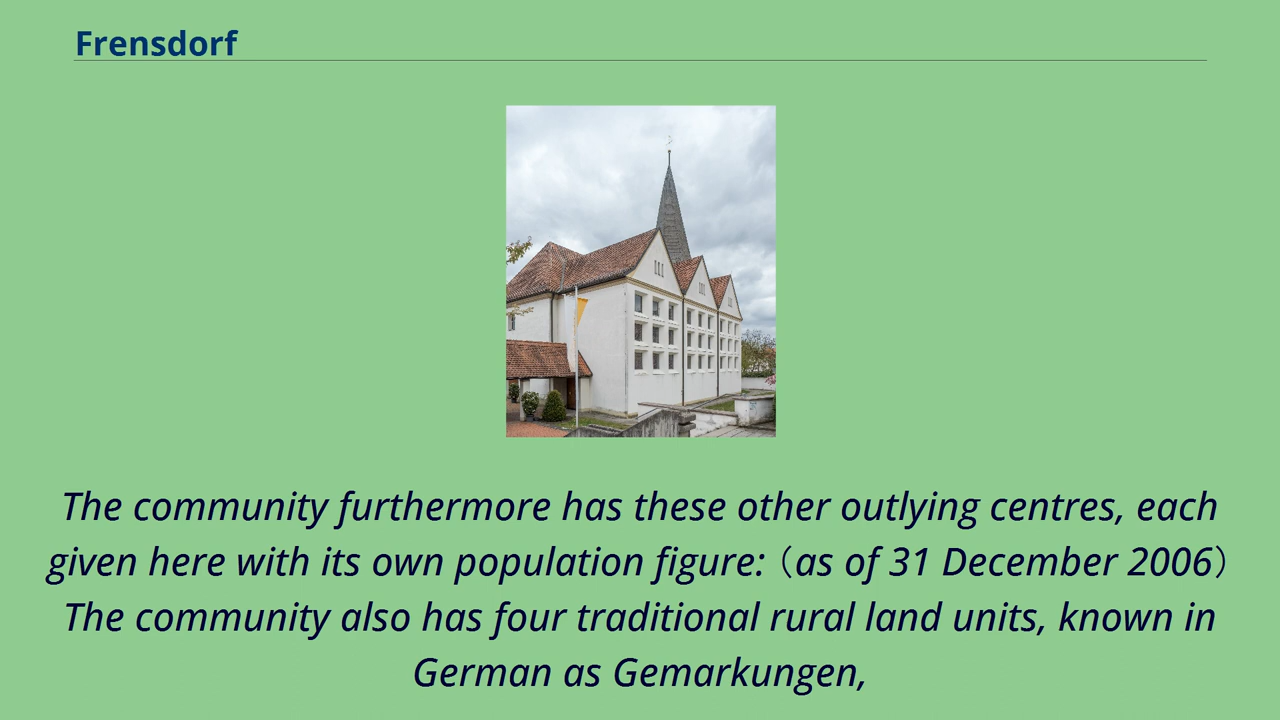 Frensdorf
The community furthermore has these other outlying centres, each
given here with its own population figure: （as of 31 December 2006）
The community also has four traditional rural land units, known in
German as Gemarkungen,